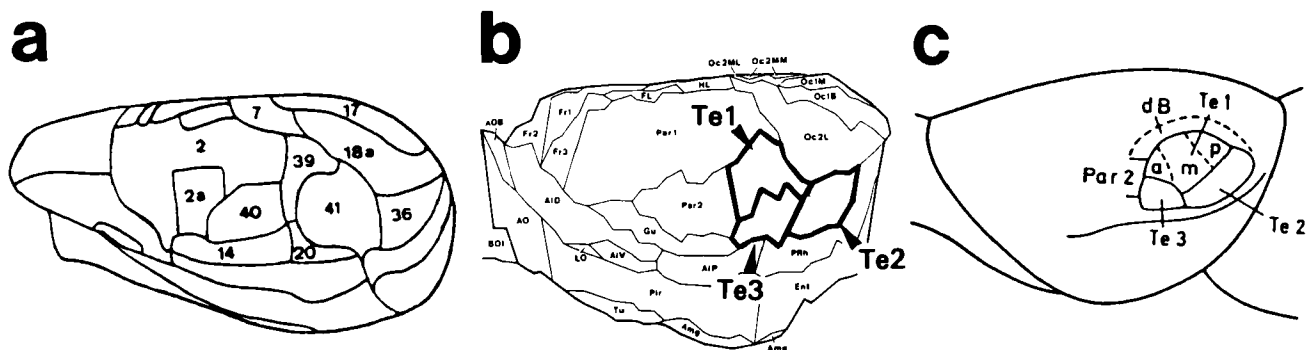 a
7
17
2
39
18a
2a
40
41
36
14
20
b
Oc2ML
Oc2MM
Oc1M
HL
FL
Oc1B
Te1
Fr1
AOB
Fr2
Par1
Oc2L
Fr3
AID
Par2
AO
Gu
BOl
LO
AIV
AIP
PRh
Te2
Te3
Pir
Ent
Tu
Amg
Ame
c
dB
Te1
p
a
m
Par 2
Te 2
Te 3